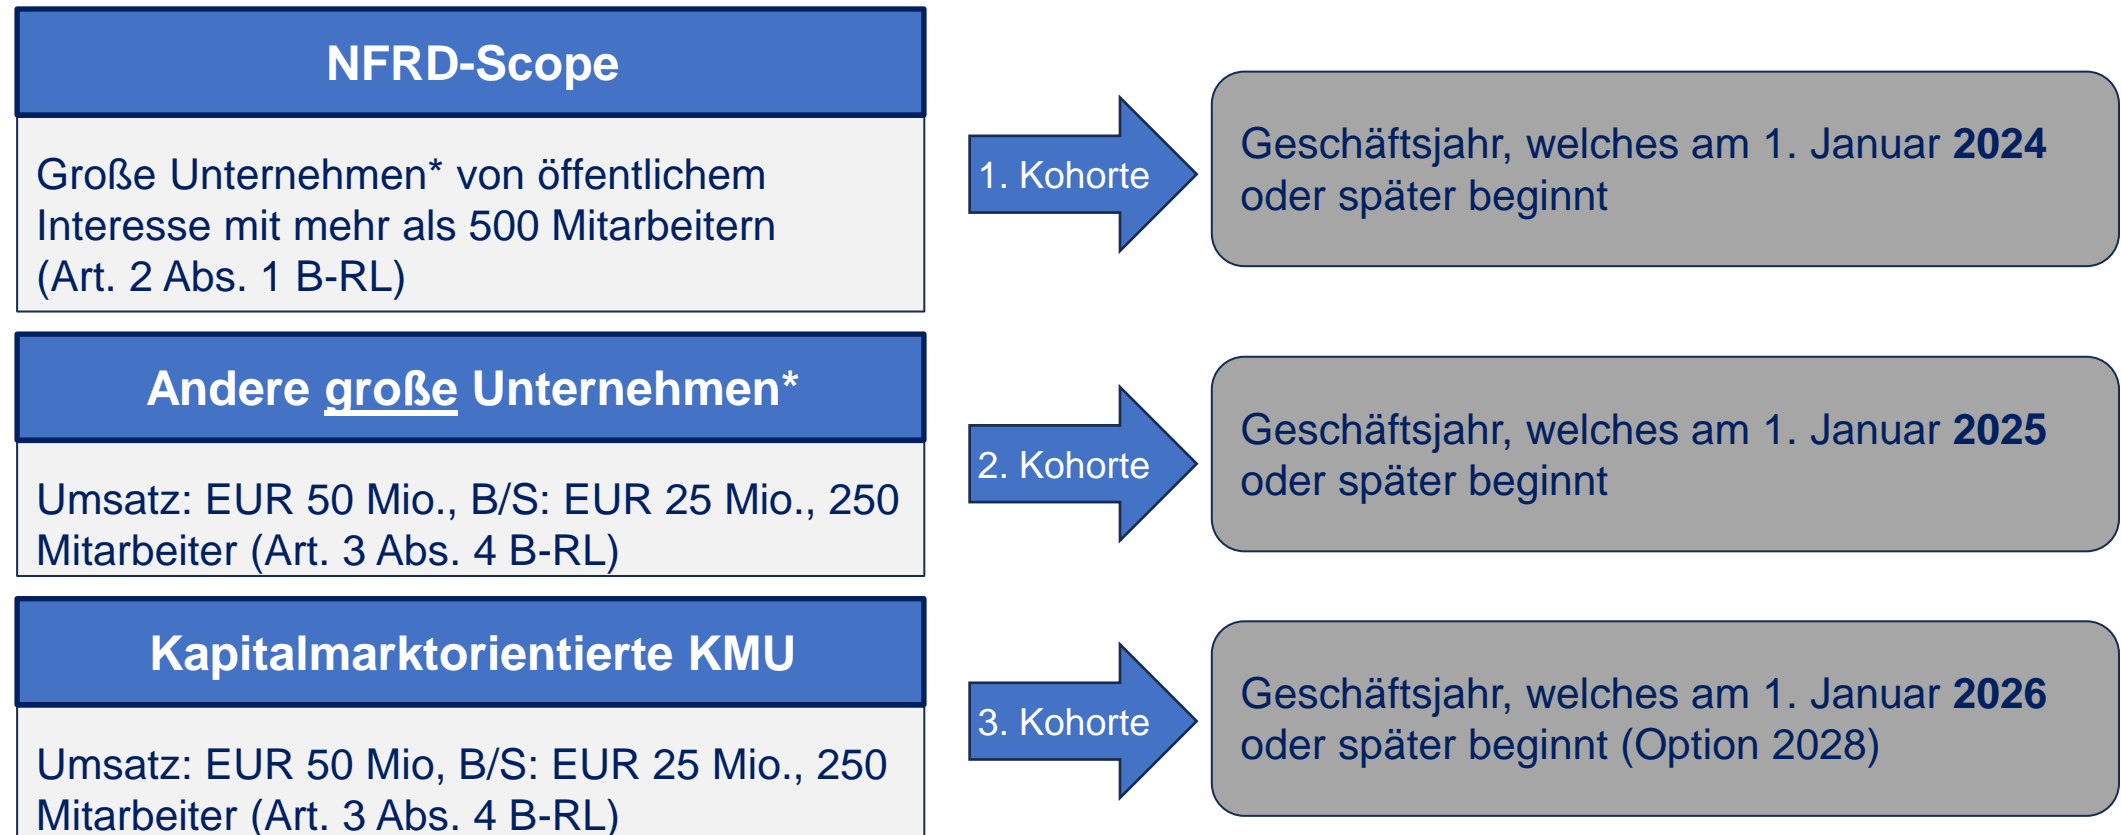 NFRD-Scope
Große Unternehmen* von öffentlichem
Interesse mit mehr als 500 Mitarbeitern
(Art. 2 Abs. 1 B-RL)
1. Kohorte
Geschäftsjahr, welches am 1. Januar 2024
oder später beginnt
Andere große Unternehmen*
Umsatz: EUR 50 Mio., B/S: EUR 25 Mio., 250
Mitarbeiter (Art. 3 Abs. 4 B-RL)
2. Kohorte
Geschäftsjahr, welches am 1. Januar 2025
oder später beginnt
Kapitalmarktorientierte KMU
Umsatz: EUR 50 Mio, B/S: EUR 25 Mio., 250
Mitarbeiter (Art. 3 Abs. 4 B-RL)
3. Kohorte
Geschäftsjahr, welches am 1. Januar 2026
oder später beginnt (Option 2028)